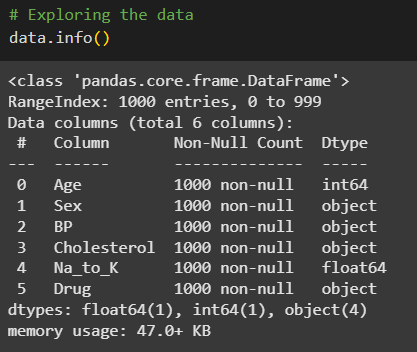 # Exploring the data
data.info()
<class 'pandas.core.frame.DataFrame'>
RangeIndex: 1000 entries, 0 to 999
Data columns (total 6 columns):
 #   Column       Non-Null Count  Dtype
---  ------       --------------  -----
 0   Age          1000 non-null   int64
 1   Sex          1000 non-null   object
 2   BP           1000 non-null   object
 3   Cholesterol  1000 non-null   object
 4   Na_to_K      1000 non-null   float64
 5   Drug         1000 non-null   object
dtypes: float64(1), int64(1), object(4)
memory usage: 47.0+ KB